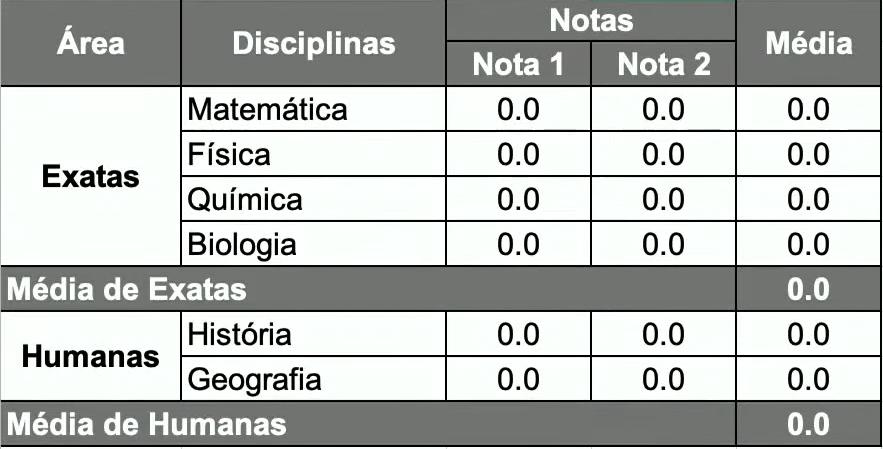 Área Disciplinas Notas Média
Nota 1 Nota 2
Exatas Matemática 0.0 0.0 0.0
Física 0.0 0.0 0.0
Química 0.0 0.0 0.0
Biologia 0.0 0.0 0.0
Média de Exatas 0.0
Humanas História 0.0 0.0 0.0
Geografia 0.0 0.0 0.0
Média de Humanas 0.0